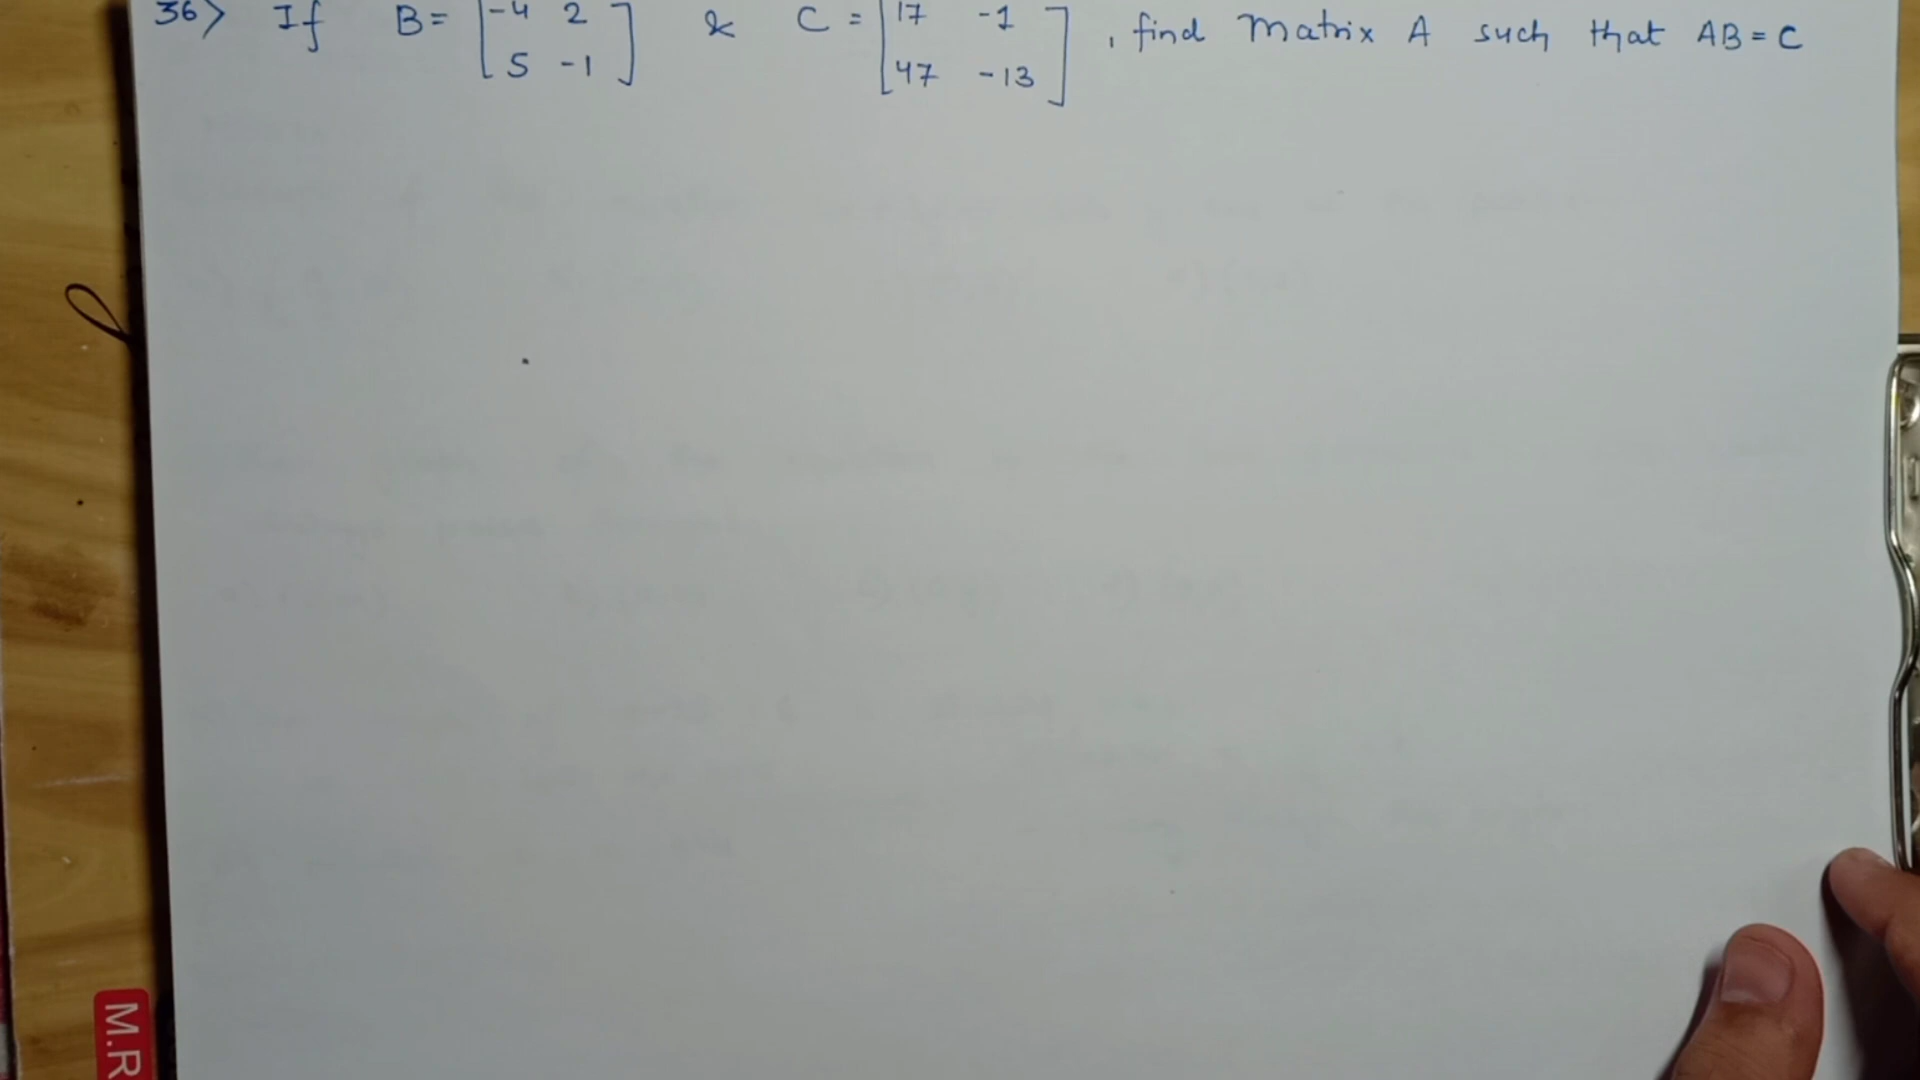 36) If B = [-4 2 5 -1] & C = [17 -1 47 -13], find Matrix A such that AB = C
M.R